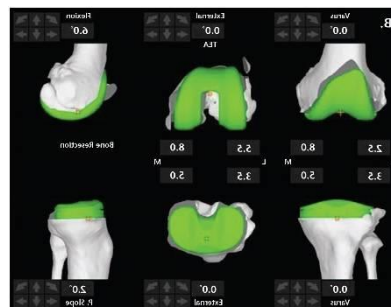 B.
Varus External Flexion
0.0° 0.0° 6.0°
TEA
2.5 8.0 5.5 8.0 Bone Resection
M L M
3.5 5.0 3.5 5.0
0.0° 0.0° 2.0°
Varus External P. Slope